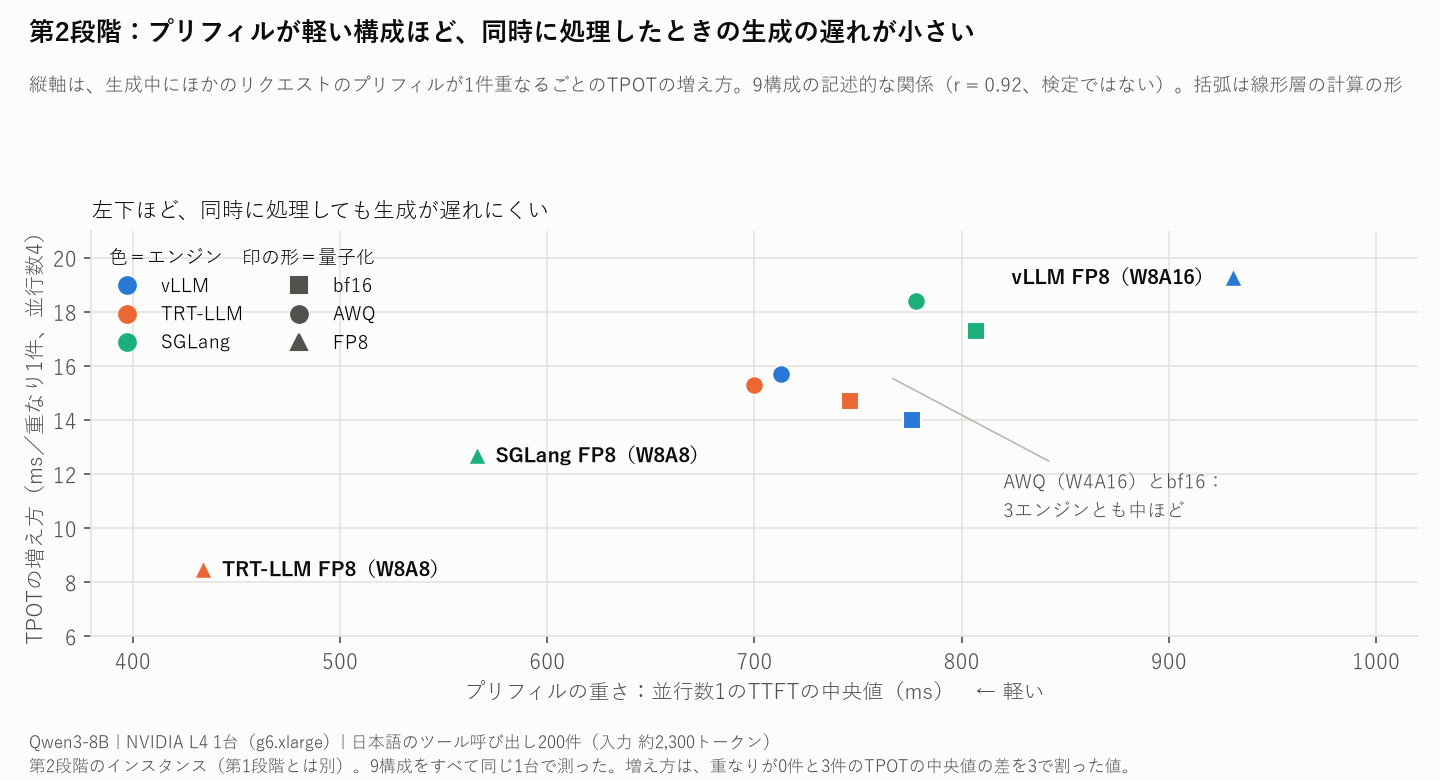 第2段階：プリフィルが軽い構成ほど、同時に処理したときの生成の遅れが小さい
縦軸は、生成中にほかのリクエストのプリフィルが1件重なるごとのTPOTの増え方。9構成の記述的な関係（r = 0.92、検定ではない）。括弧は線形層の計算の形
左下ほど、同時に処理しても生成が遅れにくい
TPOTの増え方（ms／重なり1件、並行数4）
20
18
16
14
12
10
8
6
色＝エンジン　印の形＝量子化
vLLM bf16
TRT-LLM AWQ
SGLang FP8
vLLM FP8（W8A16）
SGLang FP8（W8A8）
TRT-LLM FP8（W8A8）
AWQ（W4A16）とbf16：
3エンジンとも中ほど
400 500 600 700 800 900 1000
プリフィルの重さ：並行数1のTTFTの中央値（ms）　← 軽い
Qwen3-8B | NVIDIA L4 1台（g6.xlarge）| 日本語のツール呼び出し200件（入力 約2,300トークン）
第2段階のインスタンス（第1段階とは別）。9構成をすべて同じ1台で測った。増え方は、重なりが0件と3件のTPOTの中央値の差を3で割った値。